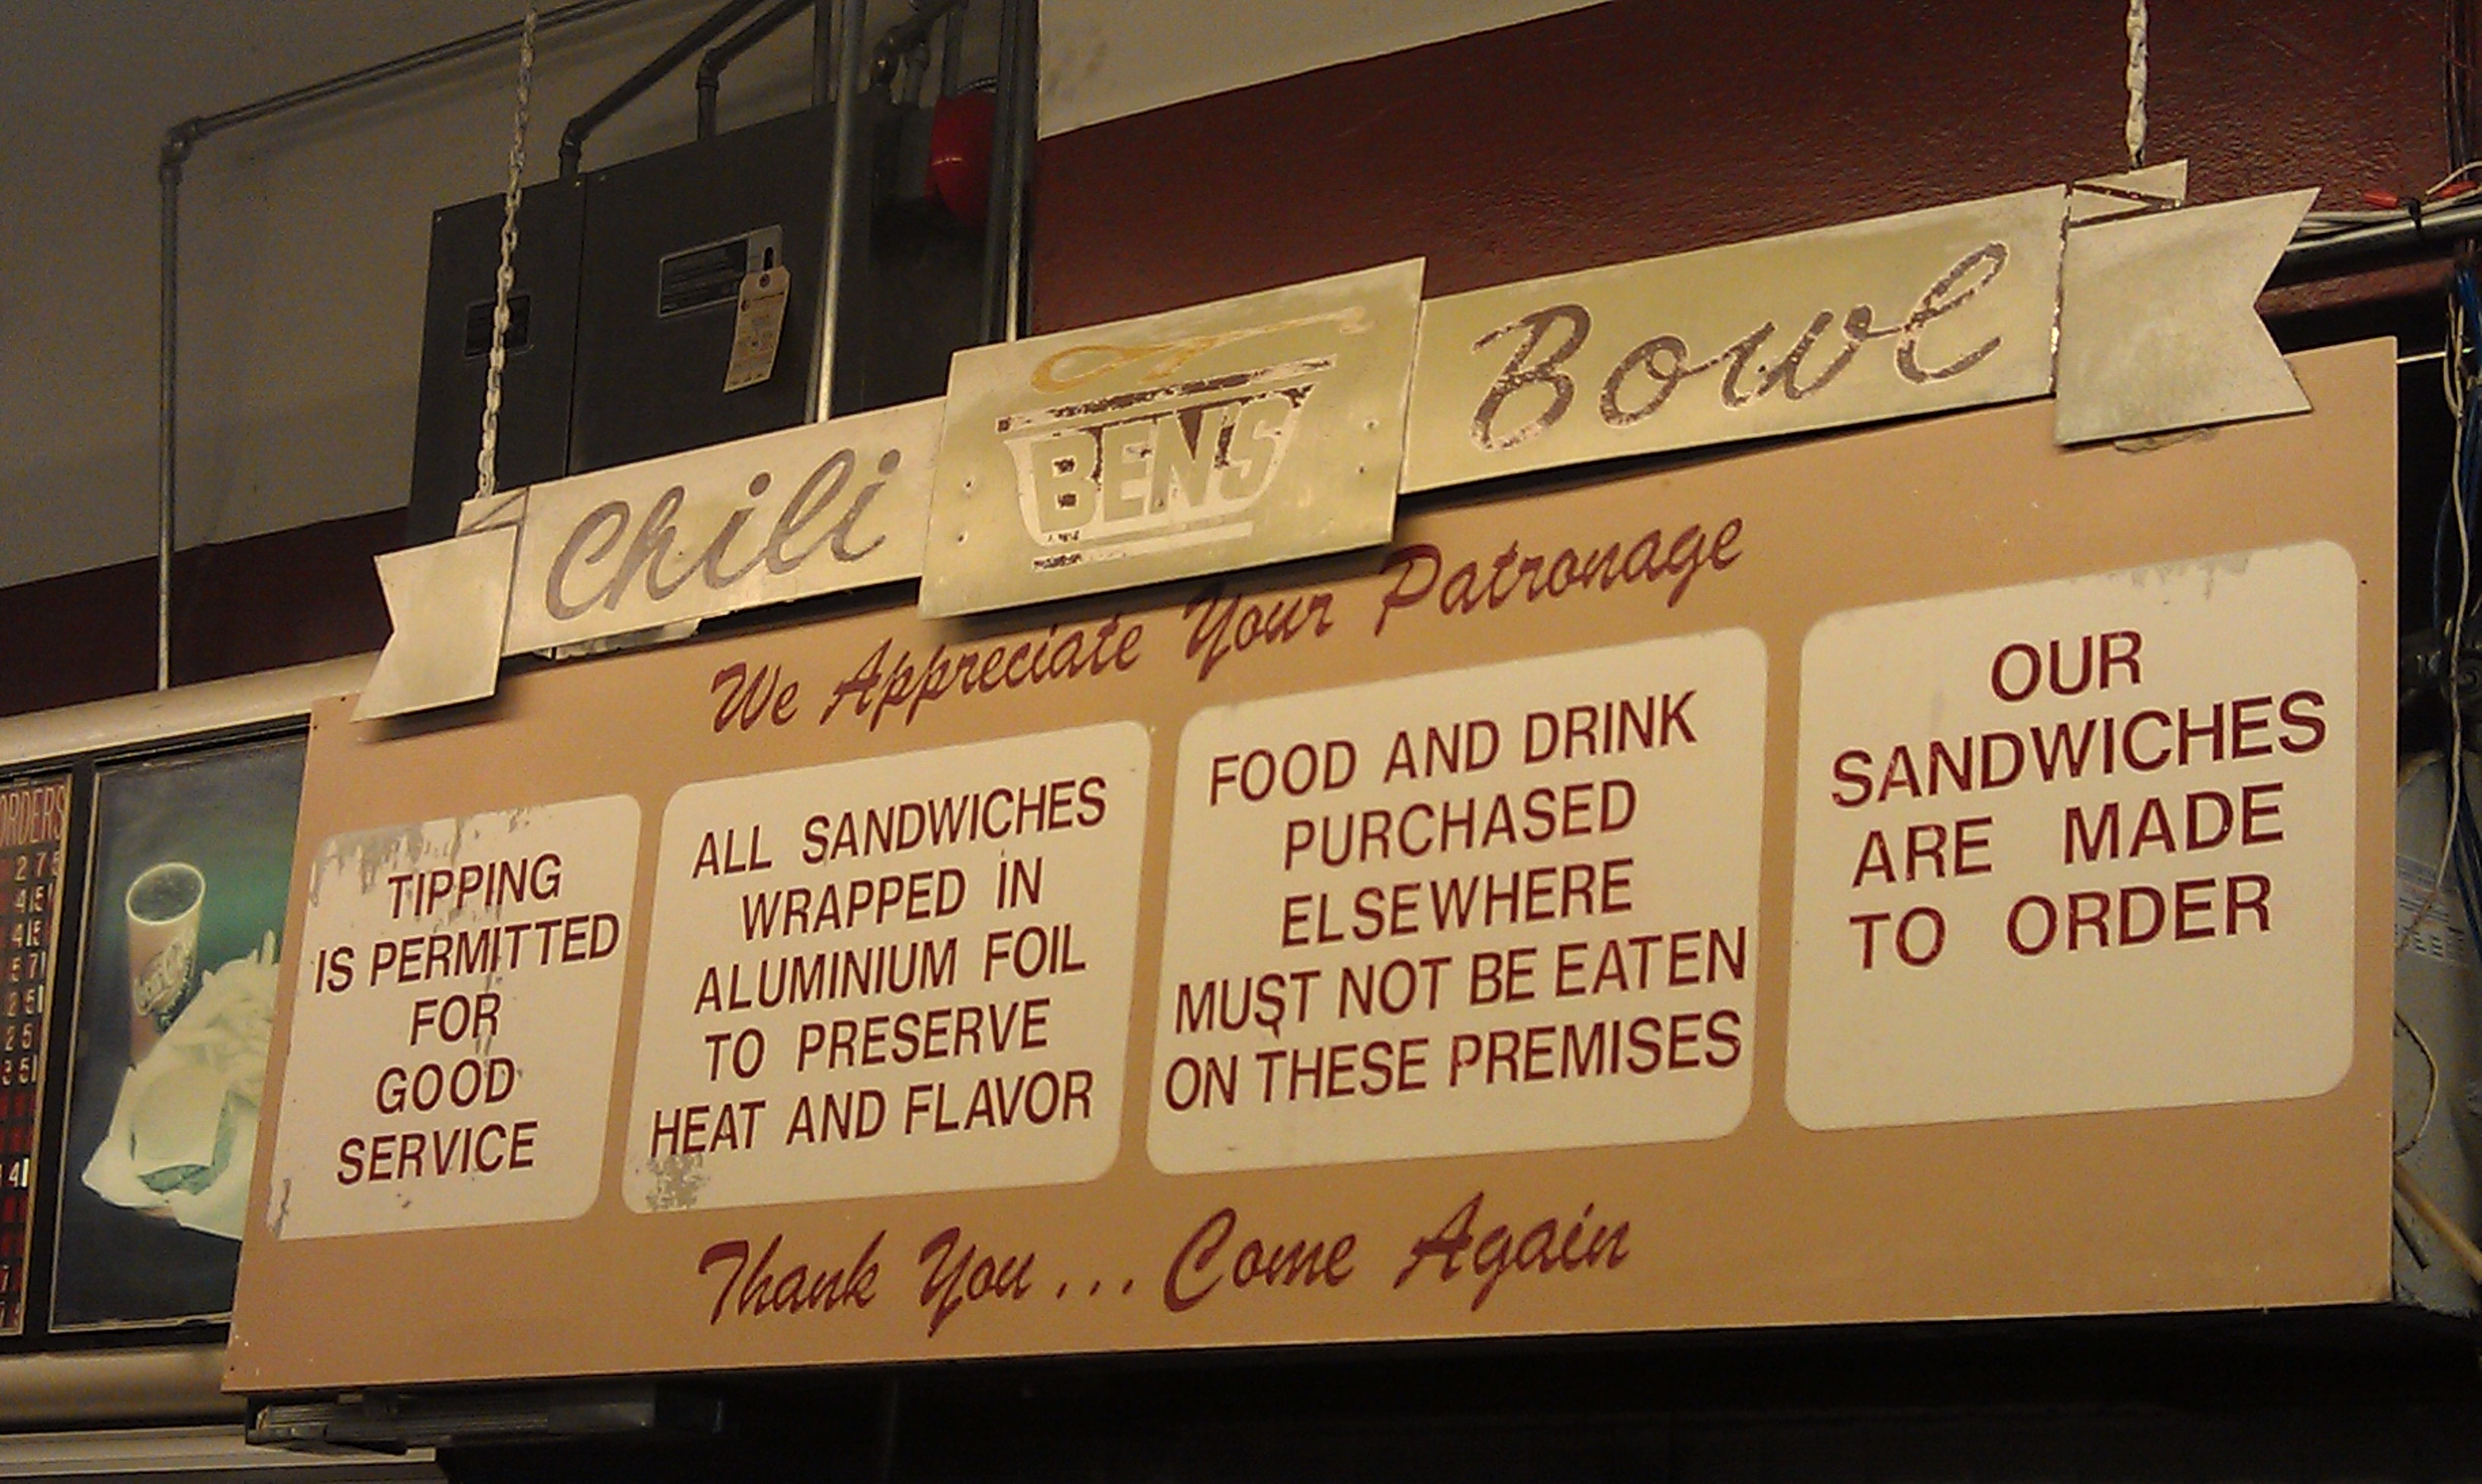 Chili BEN'S Bowl
We Appreciate Your Patronage
TIPPING
IS PERMITTED
FOR
GOOD
SERVICE
ALL SANDWICHES
WRAPPED IN
ALUMINIUM FOIL
TO PRESERVE
HEAT AND FLAVOR
FOOD AND DRINK
PURCHASED
ELSEWHERE
MUST NOT BE EATEN
ON THESE PREMISES
OUR
SANDWICHES
ARE MADE
TO ORDER
Thank You... Come Again
ORDERS